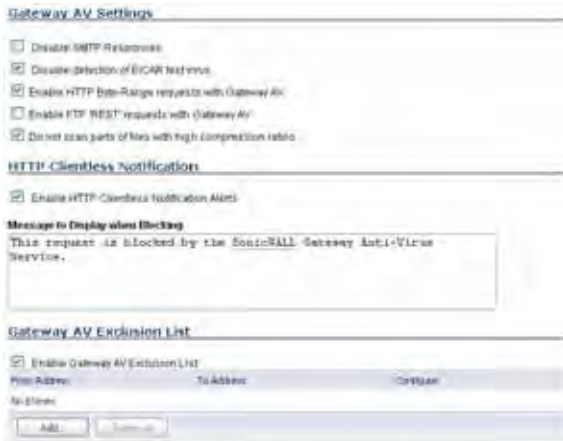 Gateway AV Settings
Disable SMTP Responses
Disable detection of EICAR test virus
Enable HTTP Byte-Range requests with Gateway AV
Enable FTP 'REST' requests with Gateway AV
Do not scan parts of files with high compression ratios
HTTP Clientless Notification
Enable HTTP Clientless Notification Alerts
Message to Display when Blocking
This request is blocked by the SonicWALL Gateway Anti-Virus
Service.
Gateway AV Exclusion List
Enable Gateway AV Exclusion List
From Address To Address Configure
No Entries
Add...